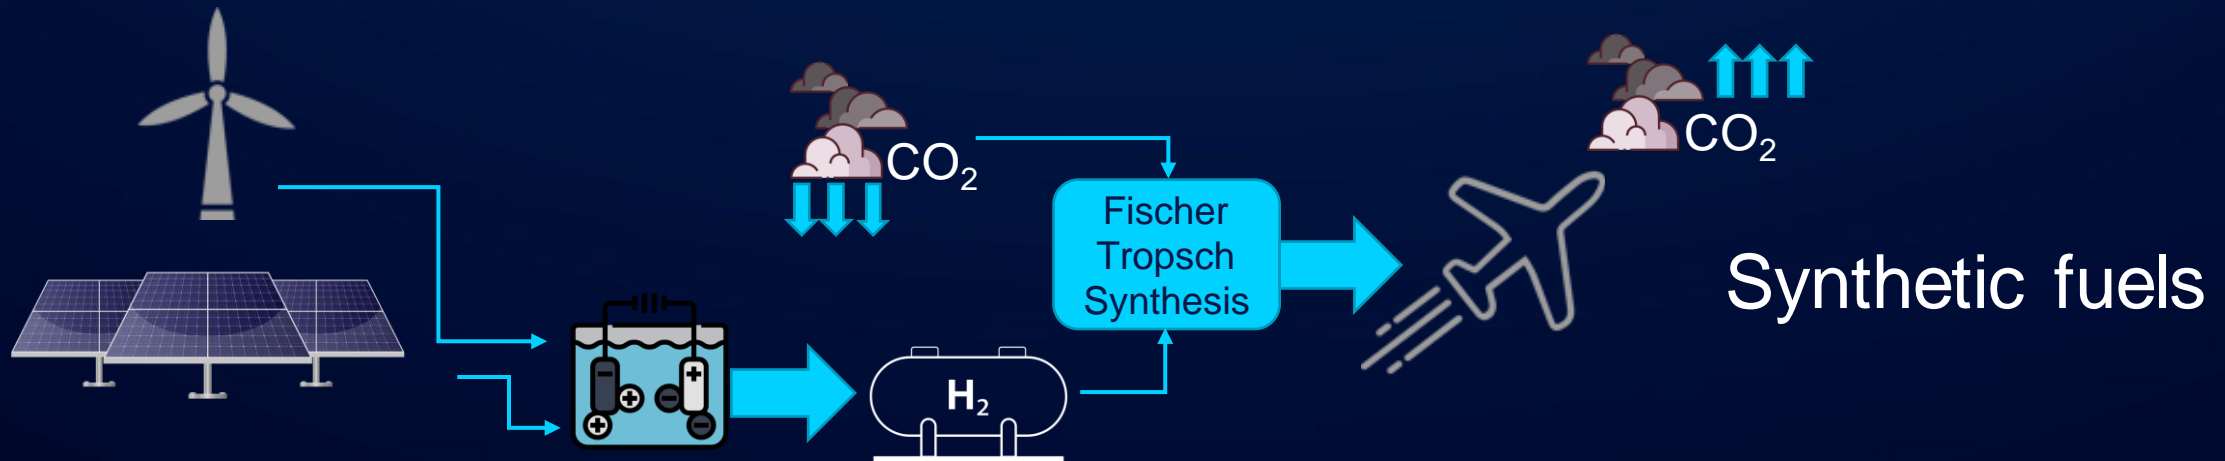 CO₂
CO₂
Fischer
Tropsch
Synthesis
Synthetic fuels
H₂